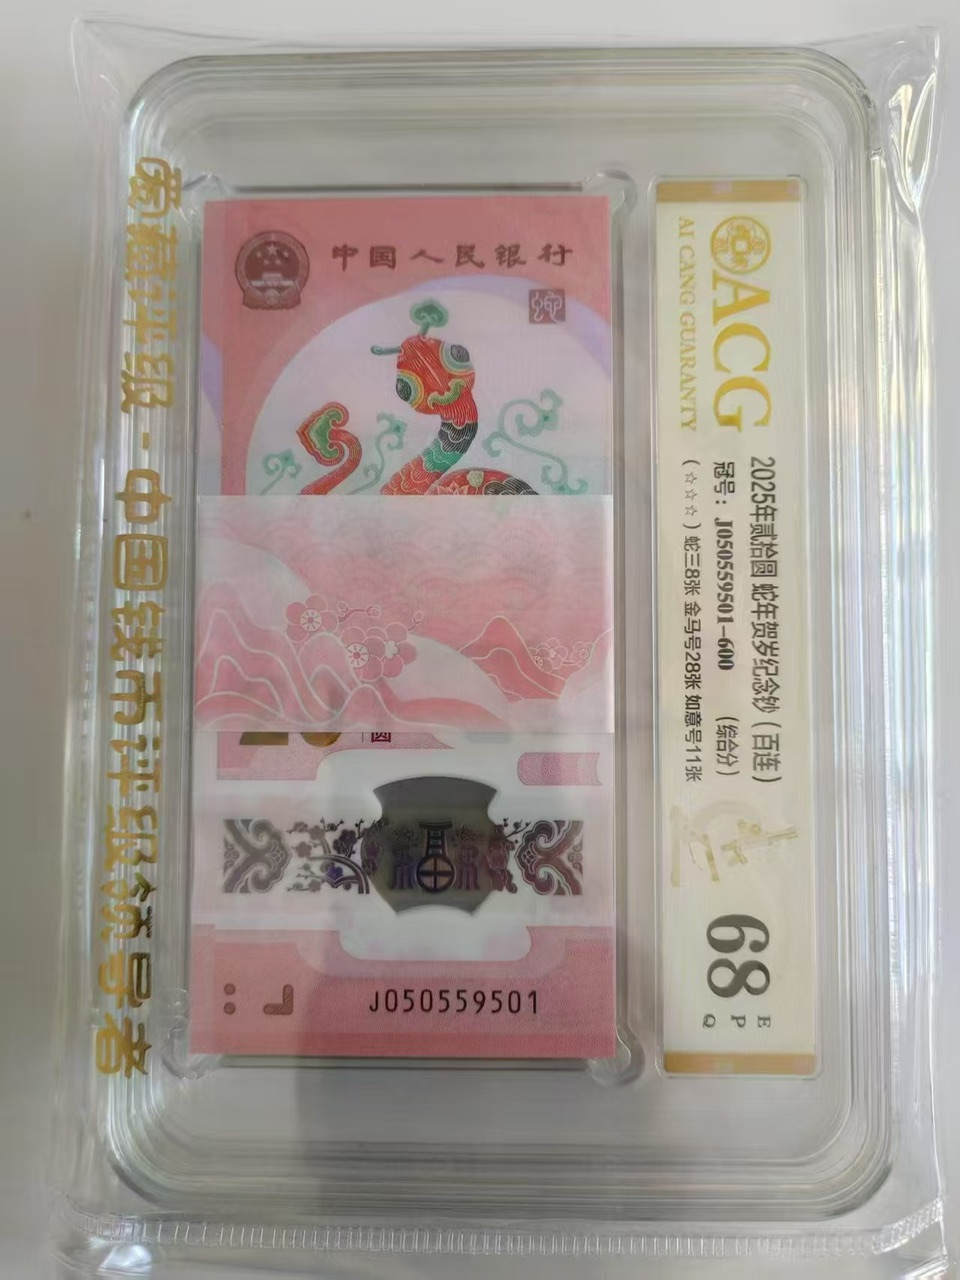 爱藏评级-中国钱币评级领导者
中国人民银行
圆
J050559501
ACG
AI CANG GUARANTY
2025年贰拾圆 蛇年贺岁纪念钞（百连）
冠号：J050559501-600 （综合分）
（☆☆☆）蛇三8张 金马号28张 如意号11张
68
E
P
Q